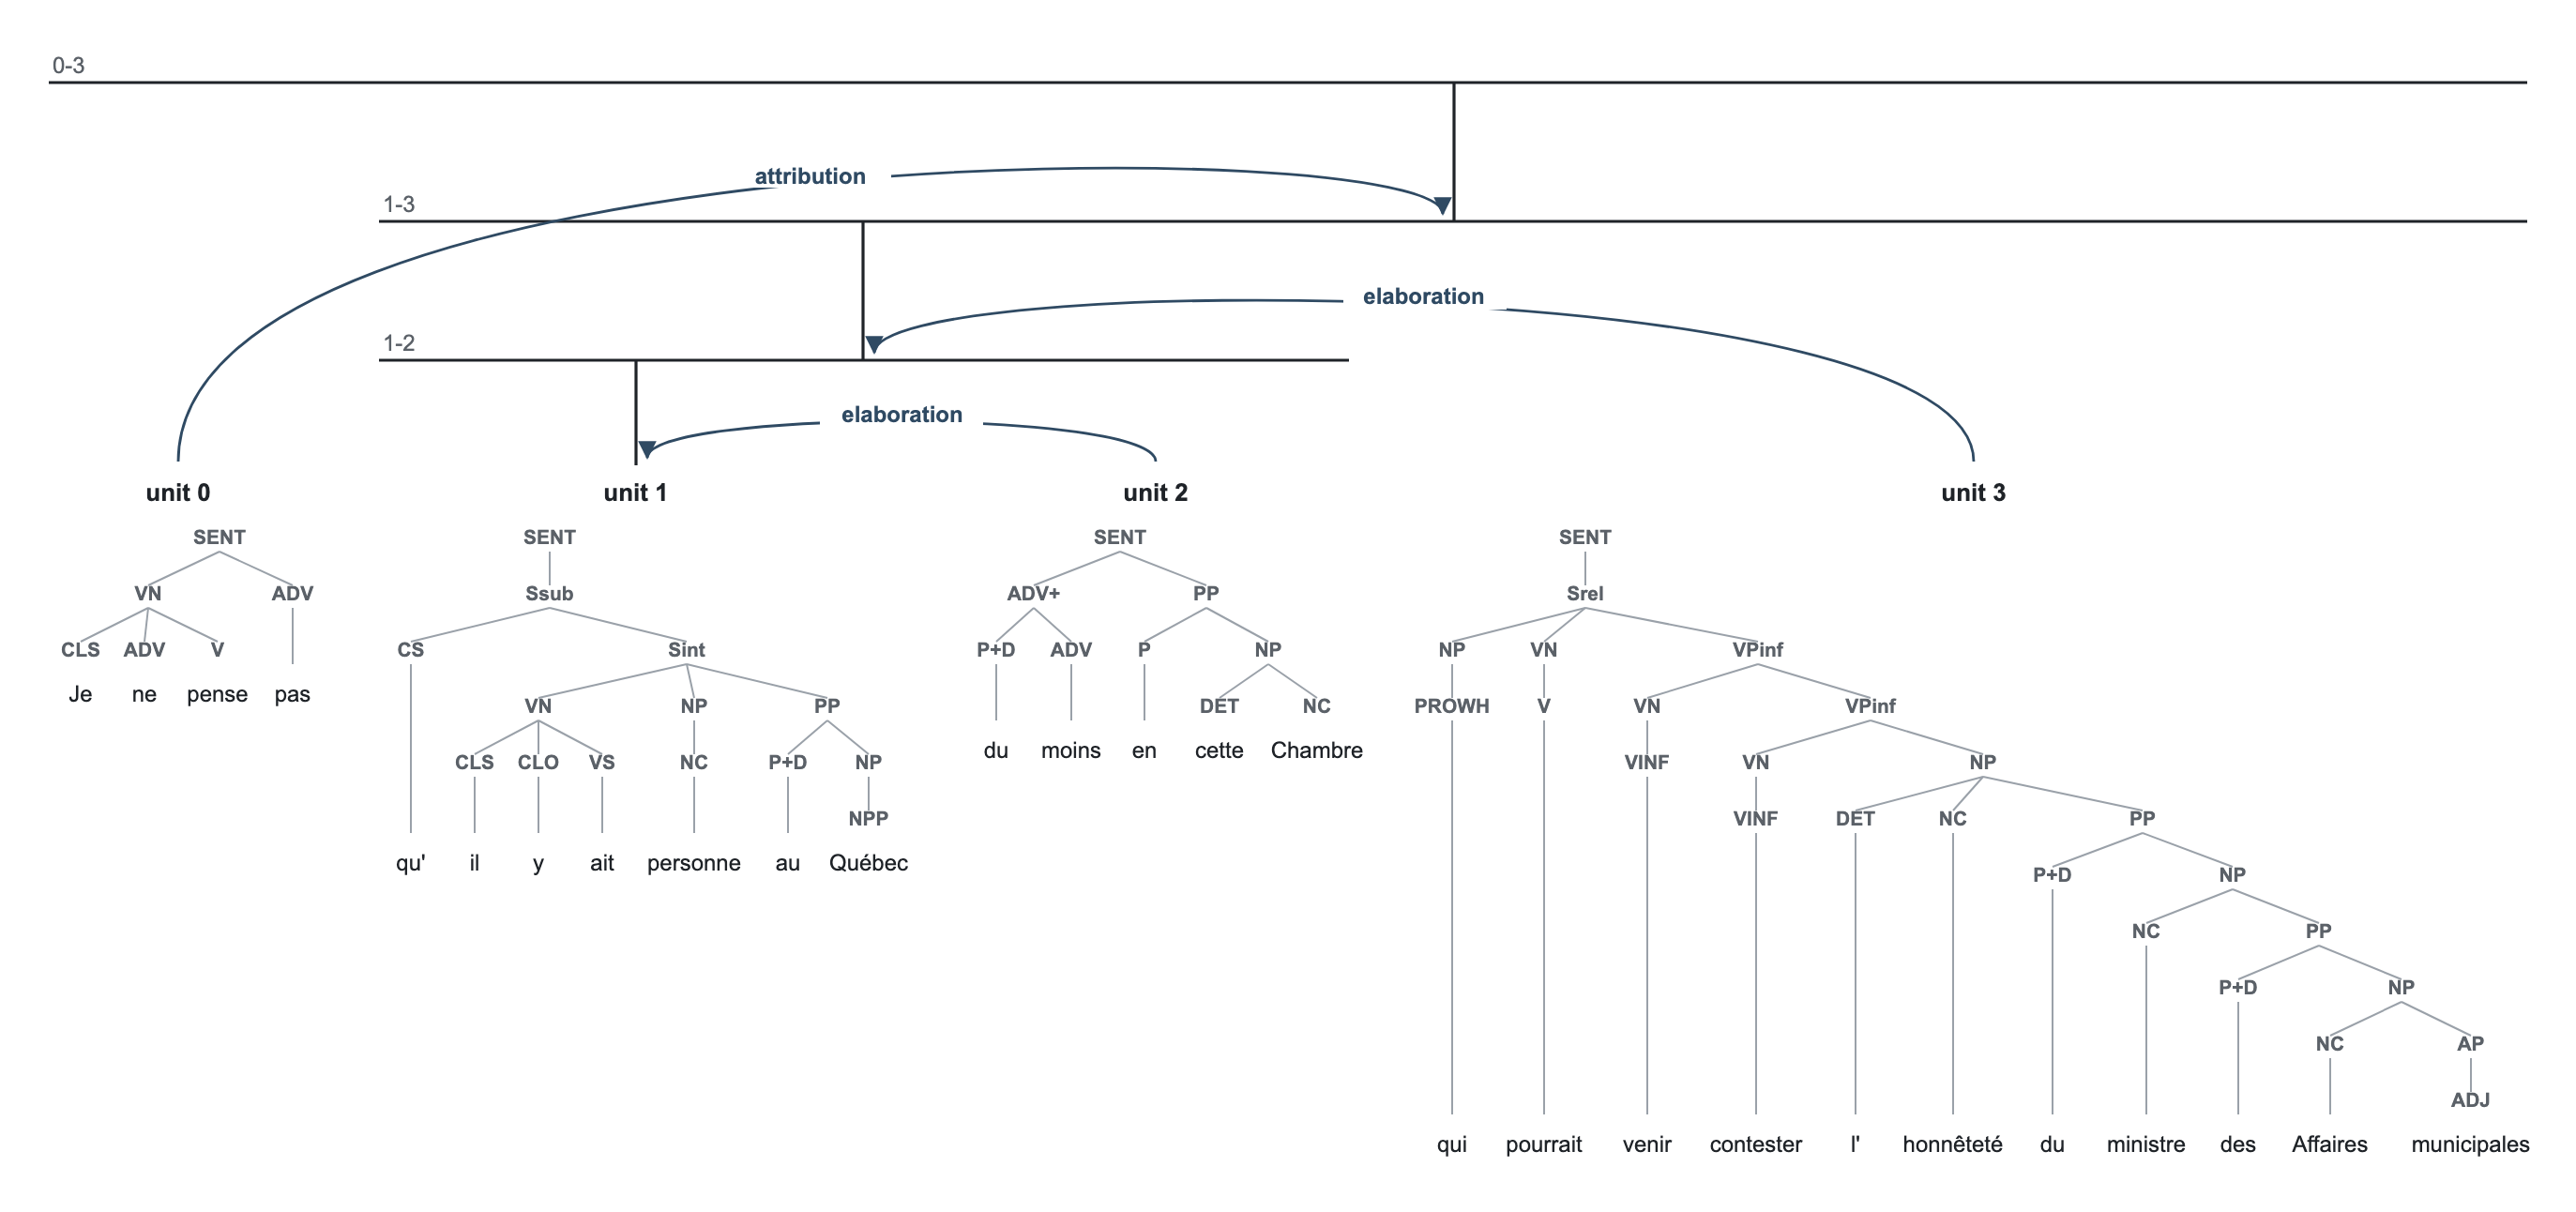 0-3
attribution
1-3
elaboration
1-2
elaboration
unit 0 unit 1 unit 2 unit 3
SENT SENT SENT SENT
VN ADV Ssub ADV+ PP Srel
CLS ADV V CS Sint P+D ADV P NP NP VN VPinf
Je ne pense pas VN NP PP DET NC PROWH V VN VPinf
du moins en cette Chambre
CLS CLO VS NC P+D NP VINF VN NP
NPP VINF DET NC PP
qu' il y ait personne au Québec
P+D NP
NC PP
P+D NP
NC AP
ADJ
qui pourrait venir contester l' honnêteté du ministre des Affaires municipales